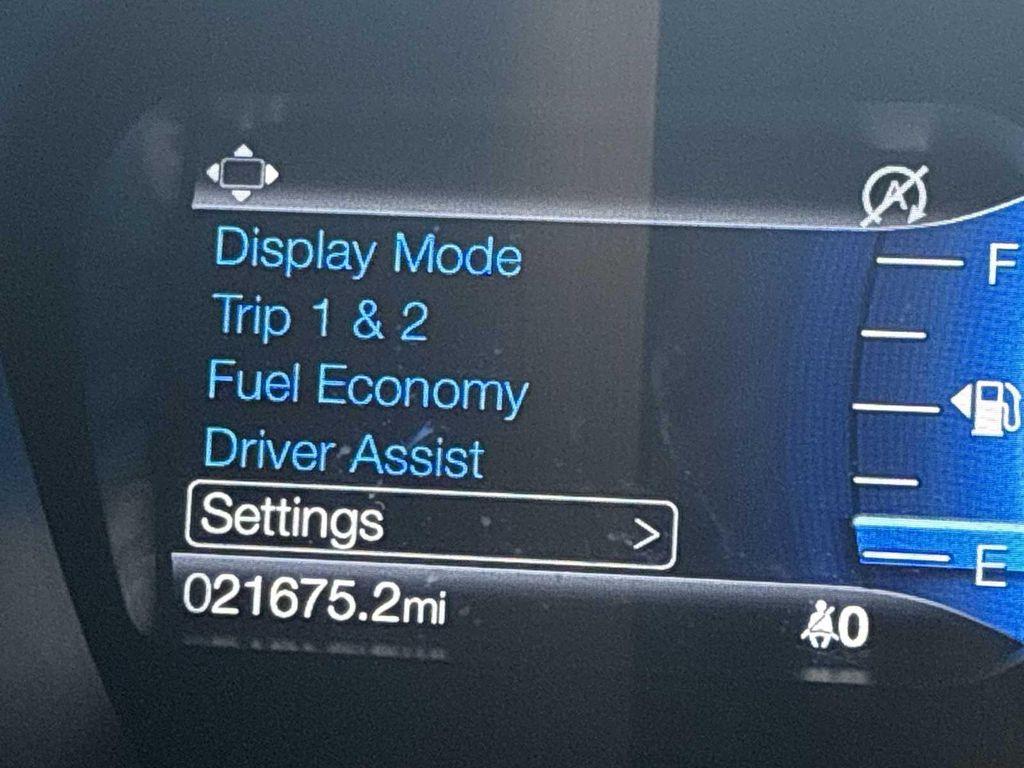 Display Mode
Trip 1 & 2
Fuel Economy
Driver Assist
Settings >
021675.2mi
A
F
E
0